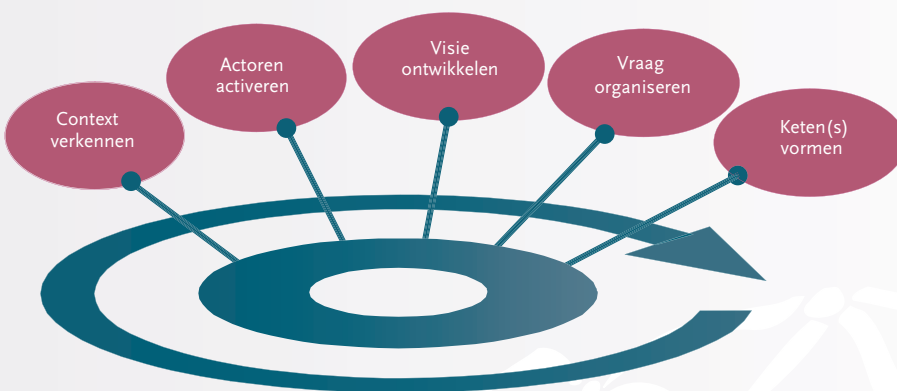 Context
verkennen
Actoren
activeren
Visie
ontwikkelen
Vraag
organiseren
Keten(s)
vormen